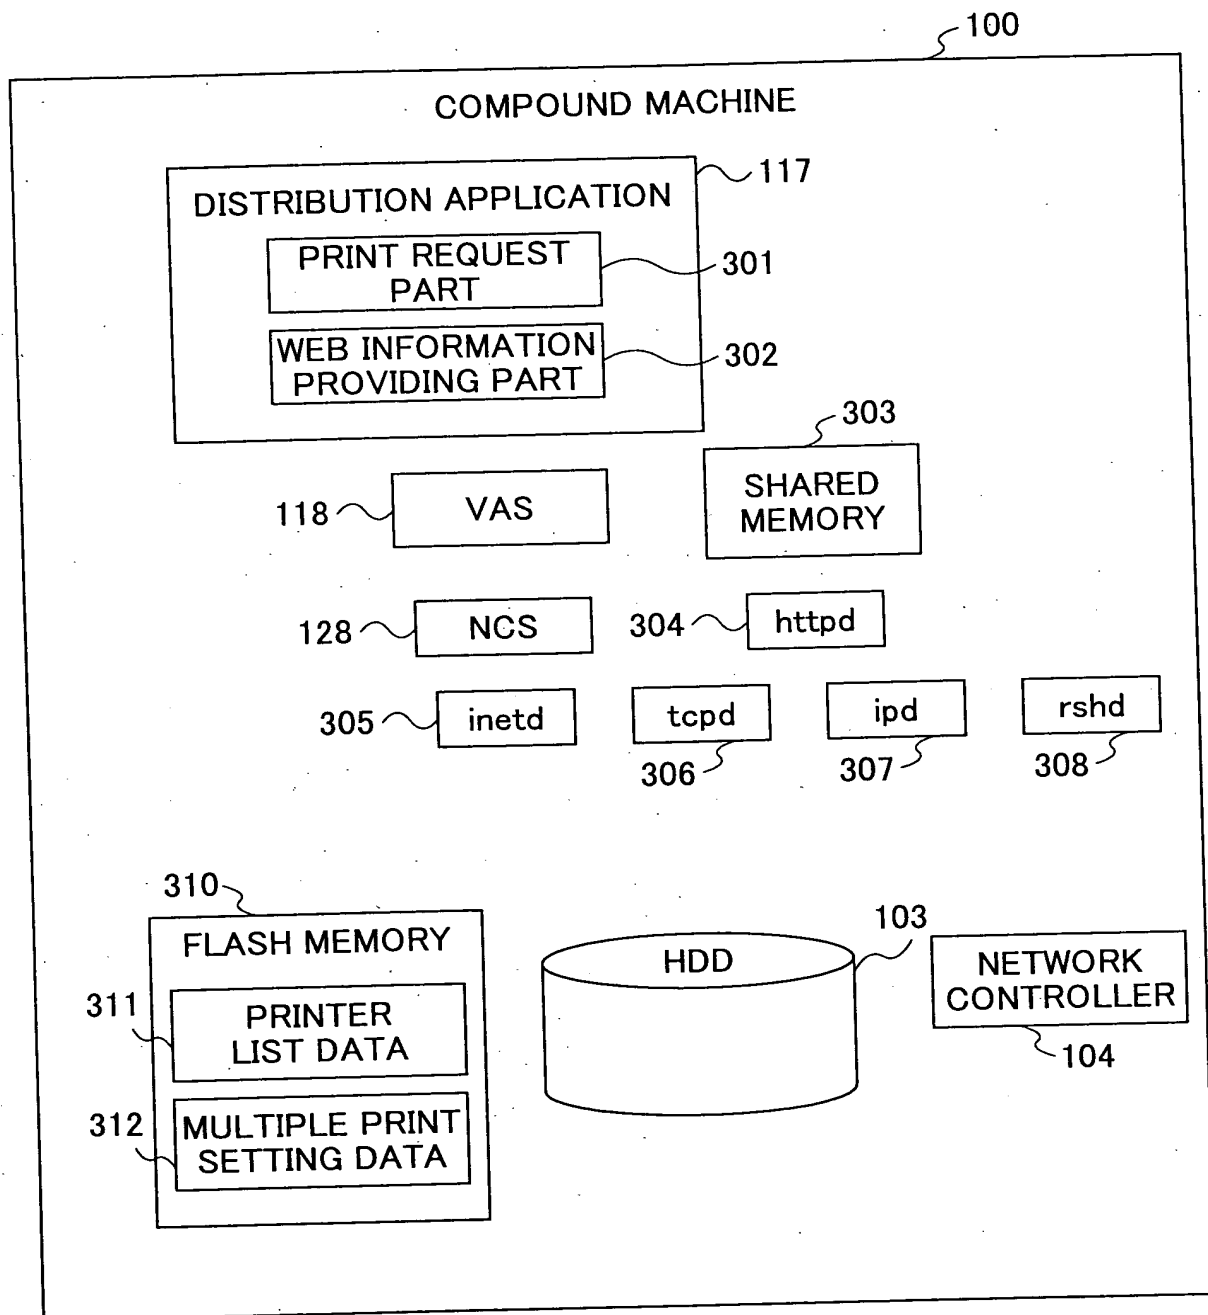 100
COMPOUND MACHINE
117
DISTRIBUTION APPLICATION
PRINT REQUEST
PART
301
WEB INFORMATION
PROVIDING PART
302
303
SHARED
MEMORY
118
VAS
128
NCS
304
httpd
305
inetd
tcpd
ipd
rshd
306
307
308
310
FLASH MEMORY
103
HDD
NETWORK
CONTROLLER
311
PRINTER
LIST DATA
104
312
MULTIPLE PRINT
SETTING DATA